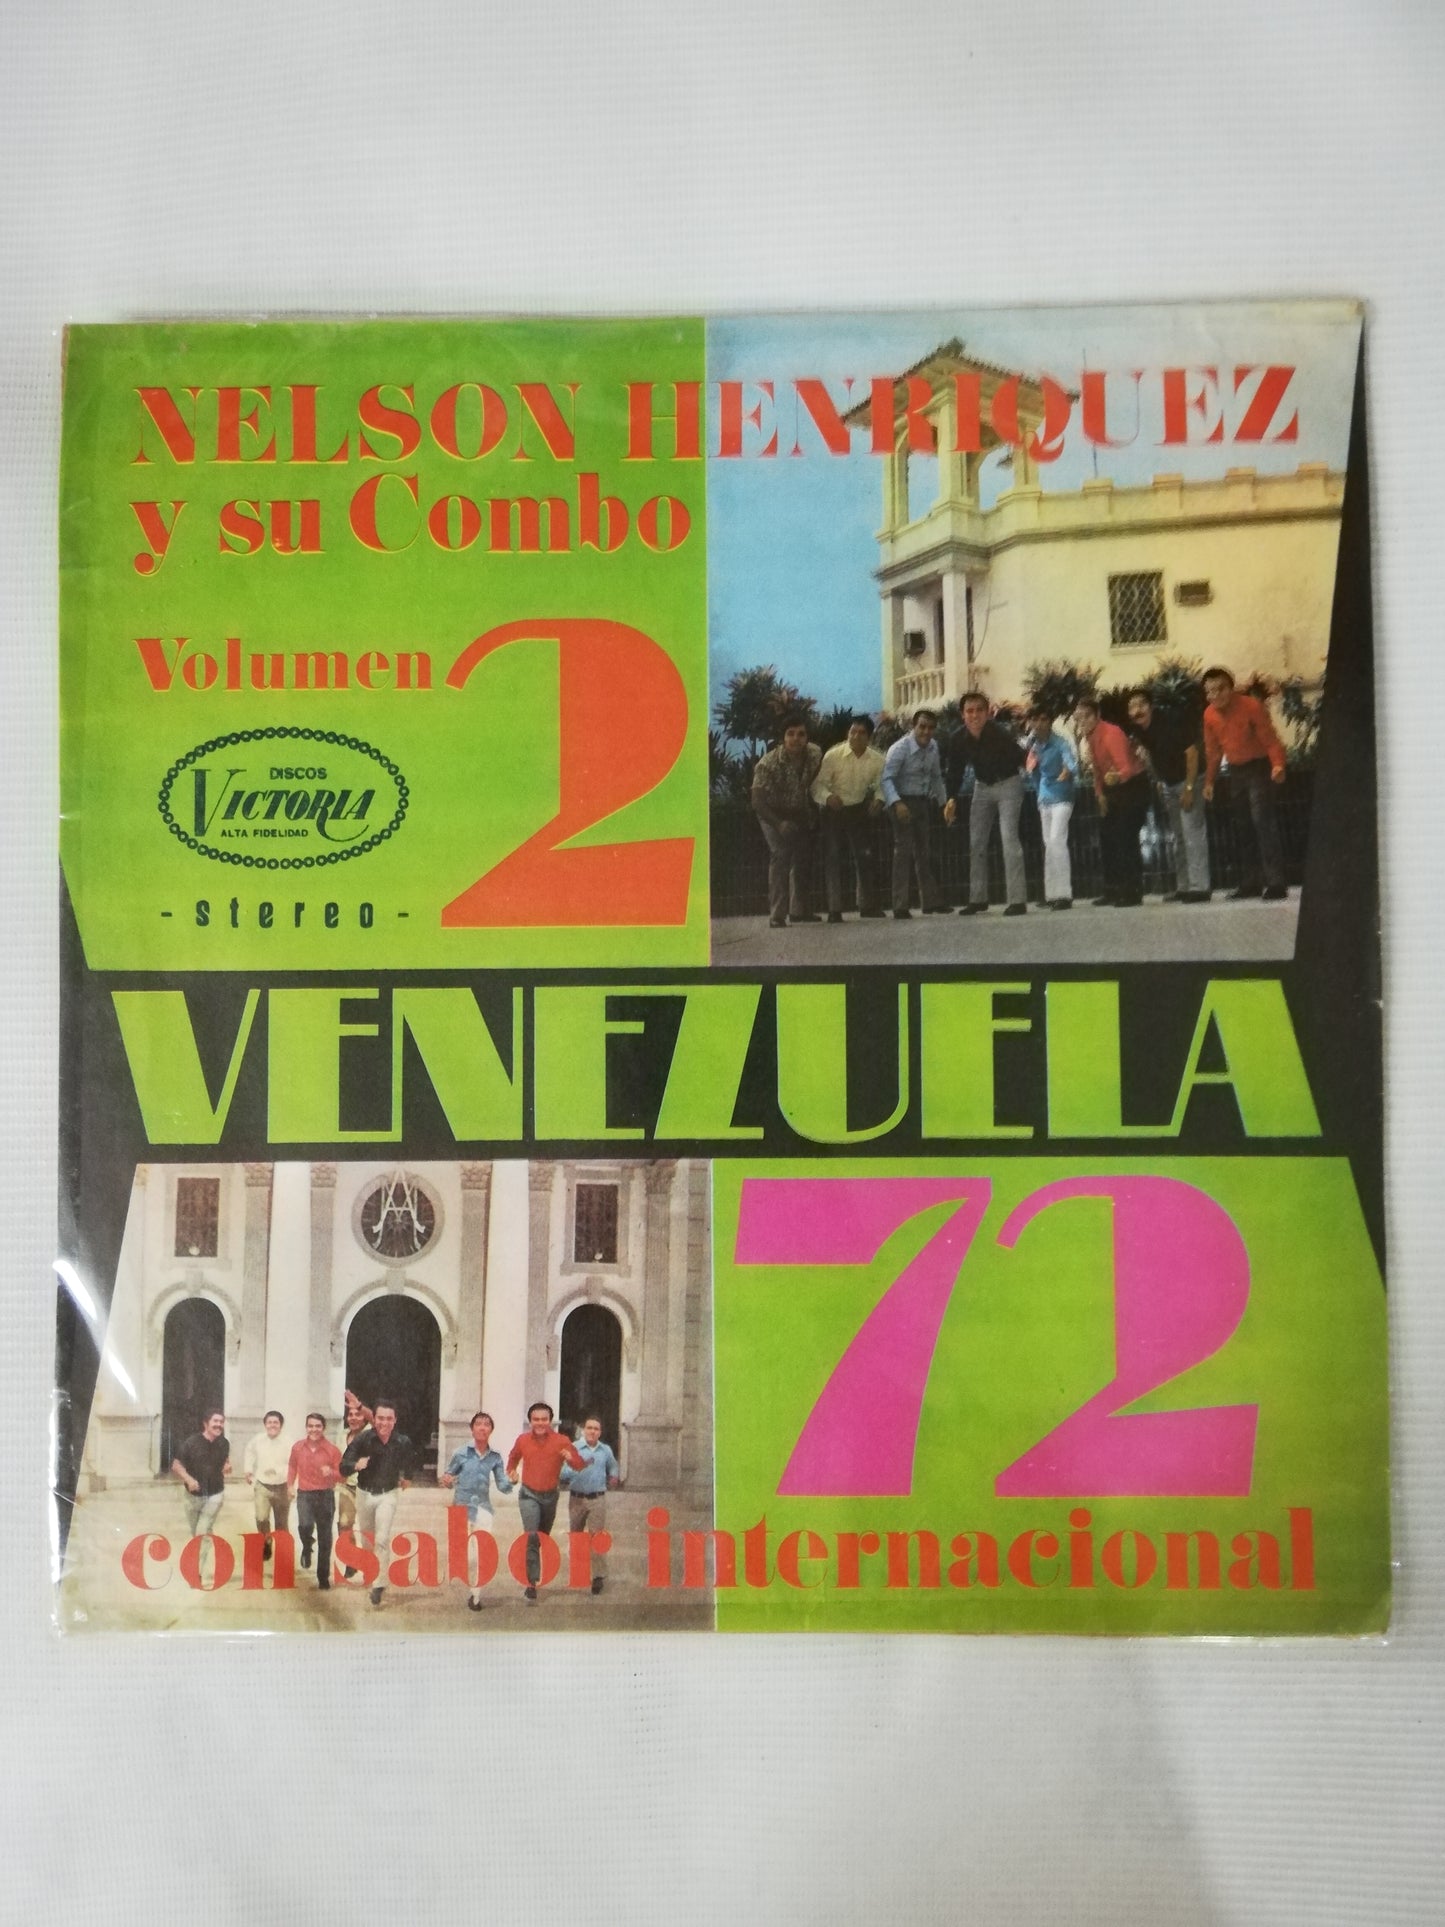 NELSON HENRIQUEZ
y su Combo
Volumen 2
DISCOS
VICTORIA
ALTA FIDELIDAD
- stereo -
VENEZUELA
72
con sabor internacional